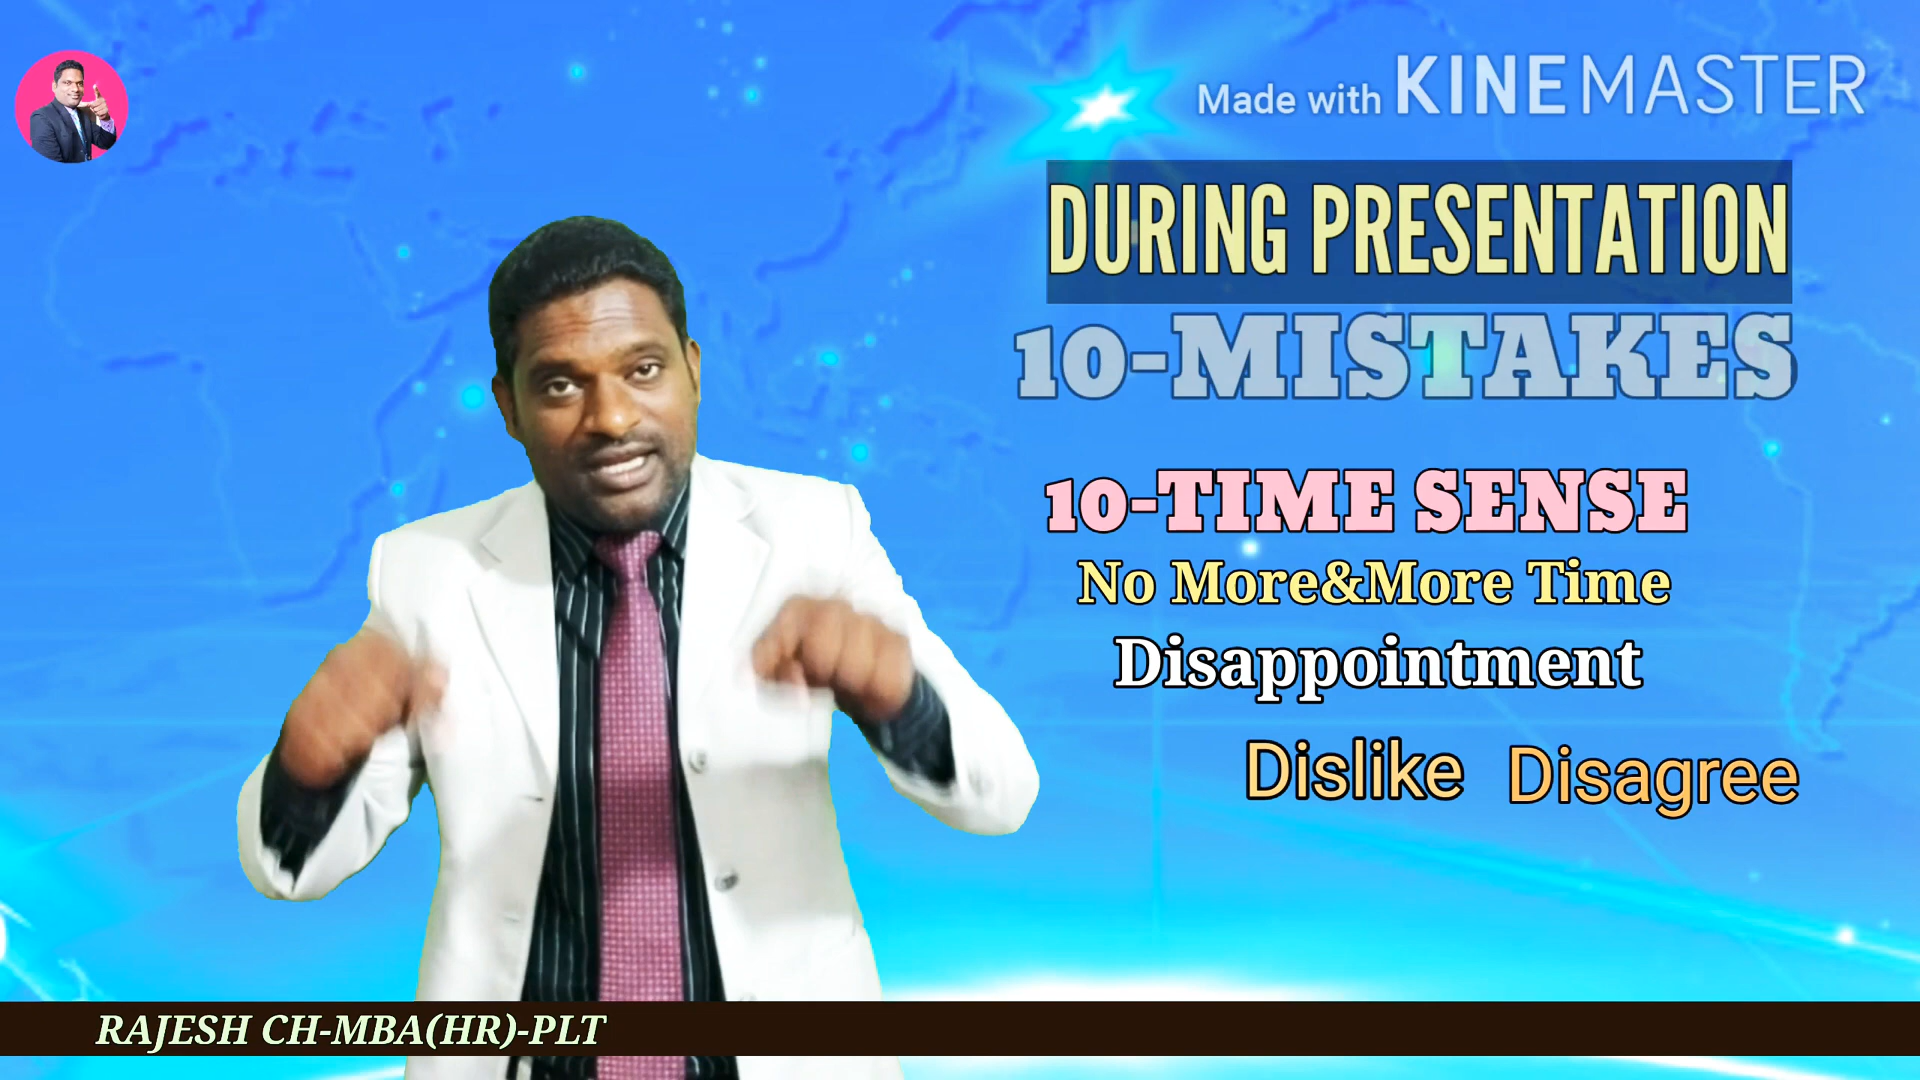 Made with KINEMASTER
DURING PRESENTATION
10-MISTAKES
10-TIME SENSE
No More&More Time
Disappointment
Dislike Disagree
RAJESH CH-MBA(HR)-PLT